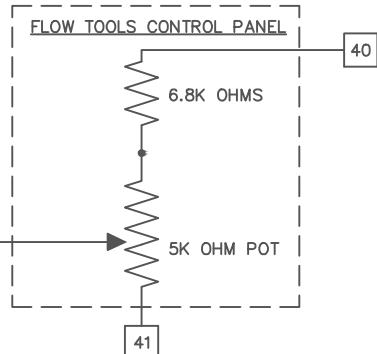 FLOW TOOLS CONTROL PANEL
40
6.8K OHMS
5K OHM POT
41